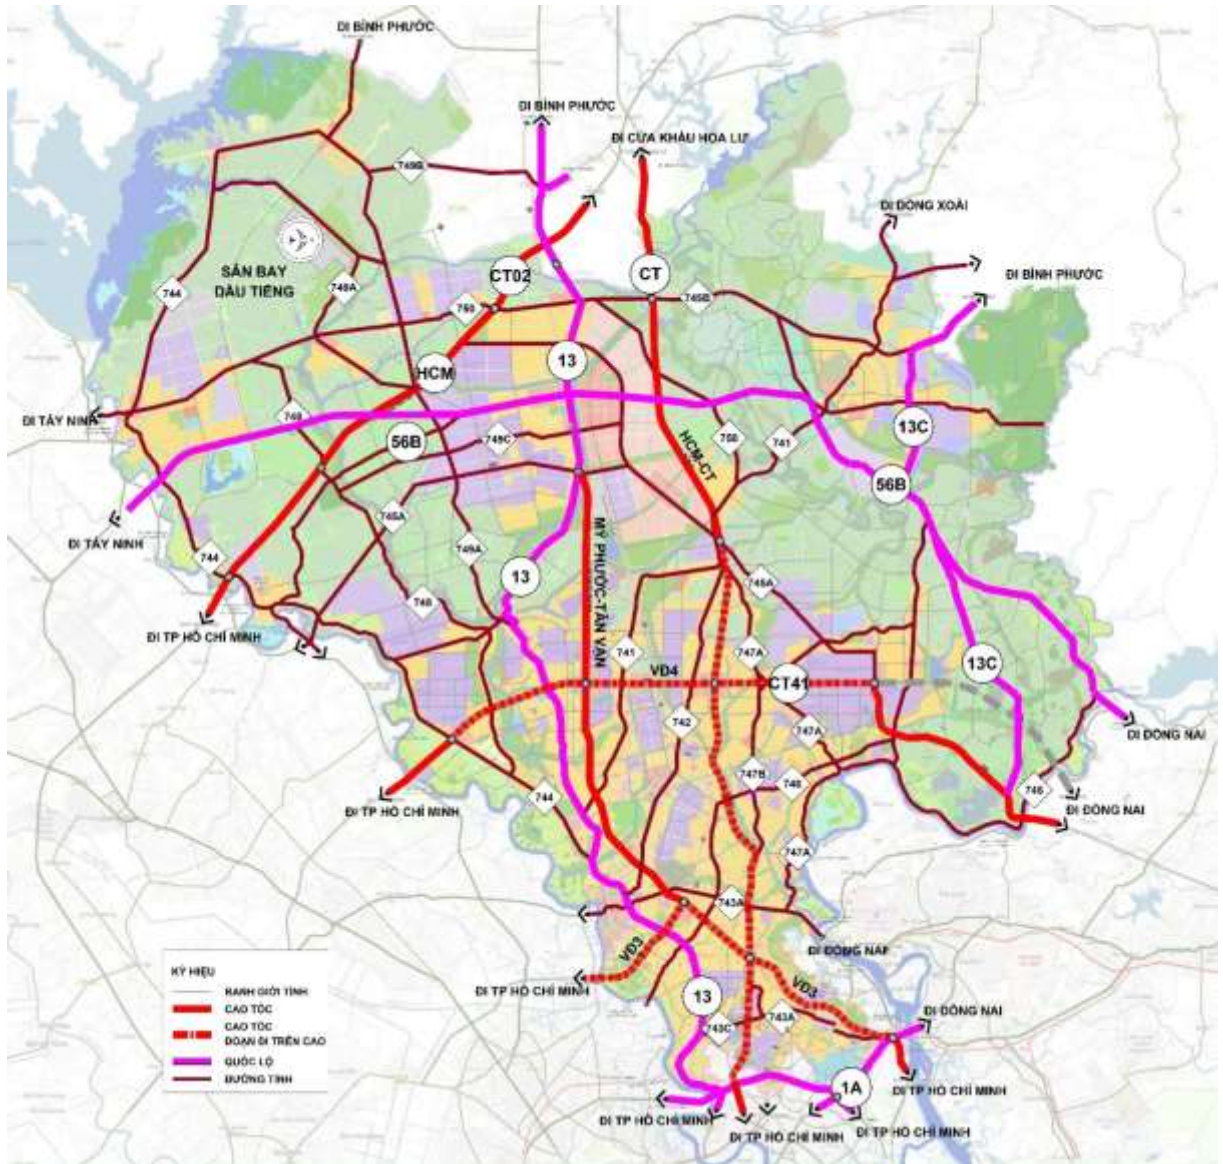 ĐI BÌNH PHƯỚC
ĐI BÌNH PHƯỚC
ĐI CỬA KHẨU HOA LƯ
749B
ĐI ĐỒNG XOÀI
SÂN BAY
DẦU TIẾNG
CT02
CT
ĐI BÌNH PHƯỚC
744
749A
750
745B
HCM
13
ĐI TÂY NINH
748
56B
749C
750
741
13C
HCM-CT
56B
745A
ĐI TÂY NINH
749A
744
13
MỸ PHƯỚC-TÂN VẠN
746A
748
ĐI TP HỒ CHÍ MINH
741
747A
VĐ4
CT41
13C
742
747A
ĐI ĐỒNG NAI
747B
746
746
744
ĐI TP HỒ CHÍ MINH
ĐI ĐỒNG NAI
747A
743A
VĐ3
ĐI ĐỒNG NAI
KÝ HIỆU
RANH GIỚI TỈNH
CAO TỐC
CAO TỐC
ĐOẠN ĐI TRÊN CAO
QUỐC LỘ
ĐƯỜNG TỈNH
ĐI TP HỒ CHÍ MINH
VĐ3
13
743C
743A
ĐI ĐỒNG NAI
1A
ĐI TP HỒ CHÍ MINH
ĐI TP HỒ CHÍ MINH
ĐI TP HỒ CHÍ MINH
ĐI TP HỒ CHÍ MINH